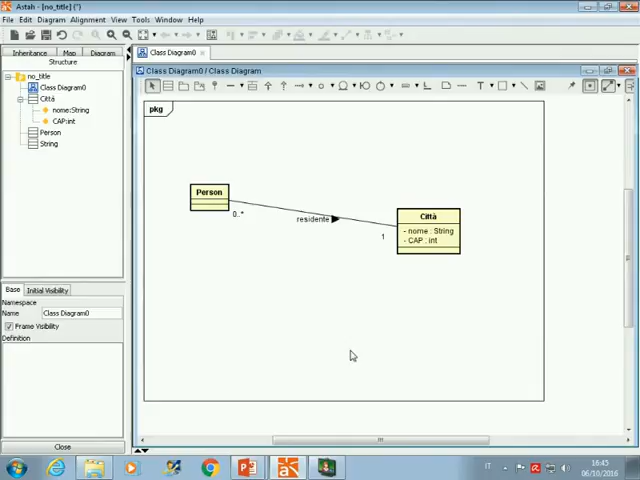 Astah - [no_title] (*)
File Edit Diagram Alignment View Tools Window Help
Inheritance Map Diagram
Structure
no_title
Class Diagram0
Città
nome:String
CAP:int
Person
String
Class Diagram0
Class Diagram0 / Class Diagram
pkg
Person
0..*
residente
1
Città
- nome : String
- CAP : int
Base Initial Visibility
Namespace
Name Class Diagram0
Frame Visibility
Definition
Close
IT
16:45
06/10/2016